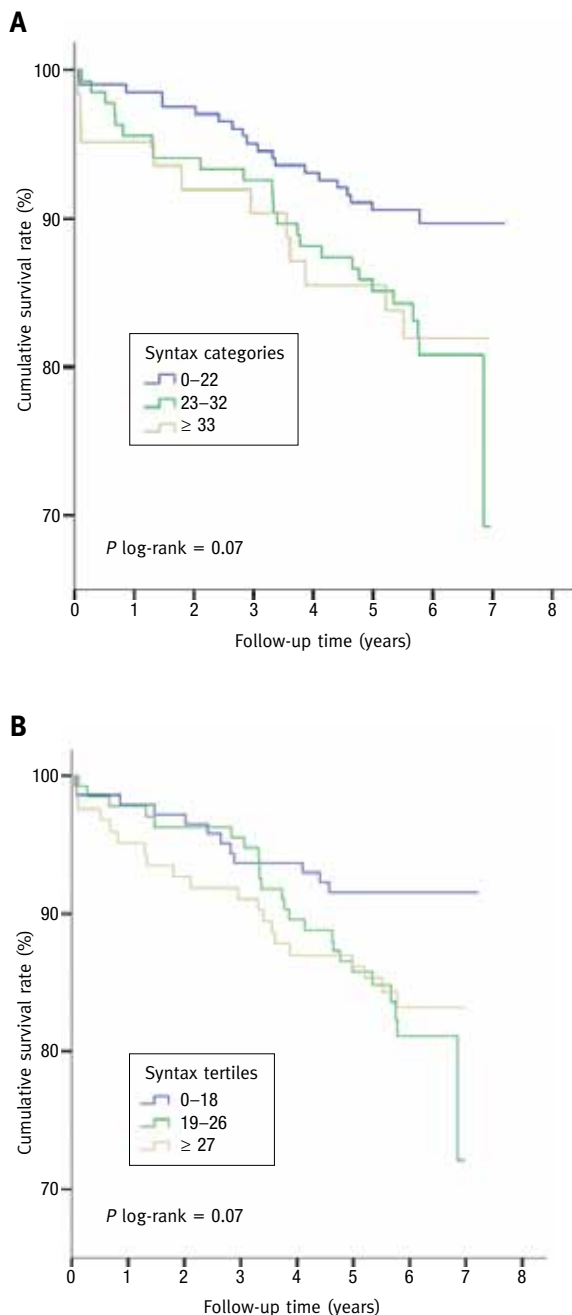 A
100
90
80
70
Cumulative survival rate (%)
Syntax categories
0–22
23–32
≥ 33
P log-rank = 0.07
0 1 2 3 4 5 6 7 8
Follow-up time (years)
B
100
90
80
70
Cumulative survival rate (%)
Syntax tertiles
0–18
19–26
≥ 27
P log-rank = 0.07
0 1 2 3 4 5 6 7 8
Follow-up time (years)